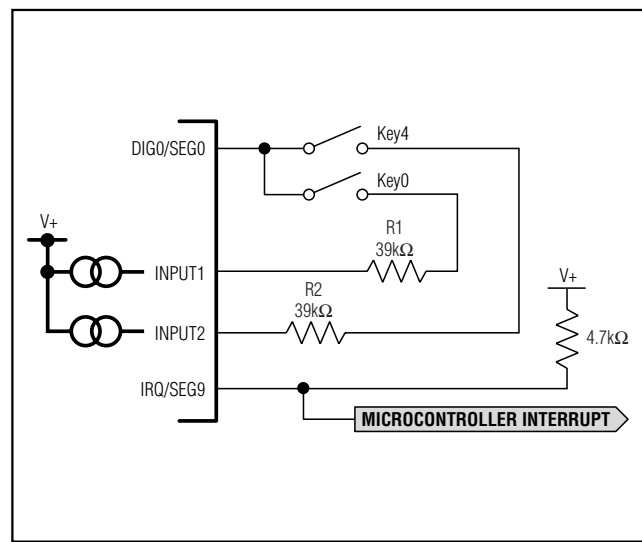 DIG0/SEG0
Key4
Key0
V+
R1
39kΩ
INPUT1
R2
39kΩ
V+
INPUT2
4.7kΩ
IRQ/SEG9
MICROCONTROLLER INTERRUPT